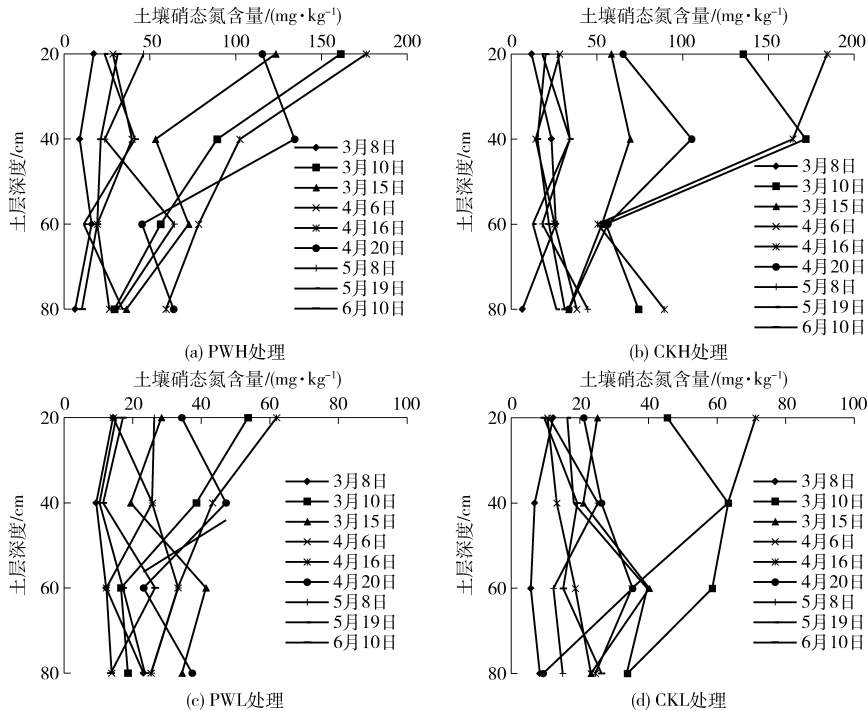 土壤硝态氮含量/(mg·kg⁻¹)
0 50 100 150 200
20
40
60
80
土层深度/cm
3月8日
3月10日
3月15日
4月6日
4月16日
4月20日
5月8日
5月19日
6月10日
(a) PWH处理
土壤硝态氮含量/(mg·kg⁻¹)
0 50 100 150 200
20
40
60
80
土层深度/cm
3月8日
3月10日
3月15日
4月6日
4月16日
4月20日
5月8日
5月19日
6月10日
(b) CKH处理
土壤硝态氮含量/(mg·kg⁻¹)
0 20 40 60 80 100
20
40
60
80
土层深度/cm
3月8日
3月10日
3月15日
4月6日
4月16日
4月20日
5月8日
5月19日
6月10日
(c) PWL处理
土壤硝态氮含量/(mg·kg⁻¹)
0 20 40 60 80 100
20
40
60
80
土层深度/cm
3月8日
3月10日
3月15日
4月6日
4月16日
4月20日
5月8日
5月19日
6月10日
(d) CKL处理